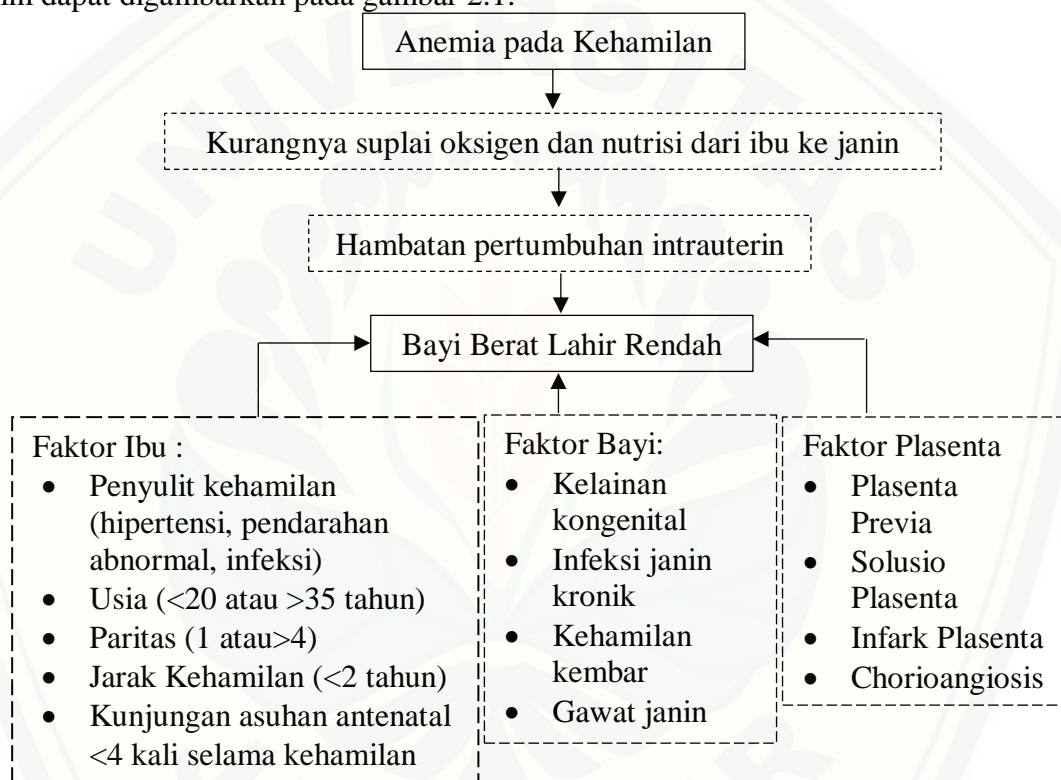 ini dapat digambarkan pada gambar 2.1.
Anemia pada Kehamilan
Kurangnya suplai oksigen dan nutrisi dari ibu ke janin
Hambatan pertumbuhan intrauterin
Bayi Berat Lahir Rendah
Faktor Ibu :
• Penyulit kehamilan
(hipertensi, pendarahan
abnormal, infeksi)
• Usia (<20 atau >35 tahun)
• Paritas (1 atau>4)
• Jarak Kehamilan (<2 tahun)
• Kunjungan asuhan antenatal
<4 kali selama kehamilan
Faktor Bayi:
• Kelainan
kongenital
• Infeksi janin
kronik
• Kehamilan
kembar
• Gawat janin
Faktor Plasenta
• Plasenta
Previa
• Solusio
Plasenta
• Infark Plasenta
• Chorioangiosis
UNIVERSITAS